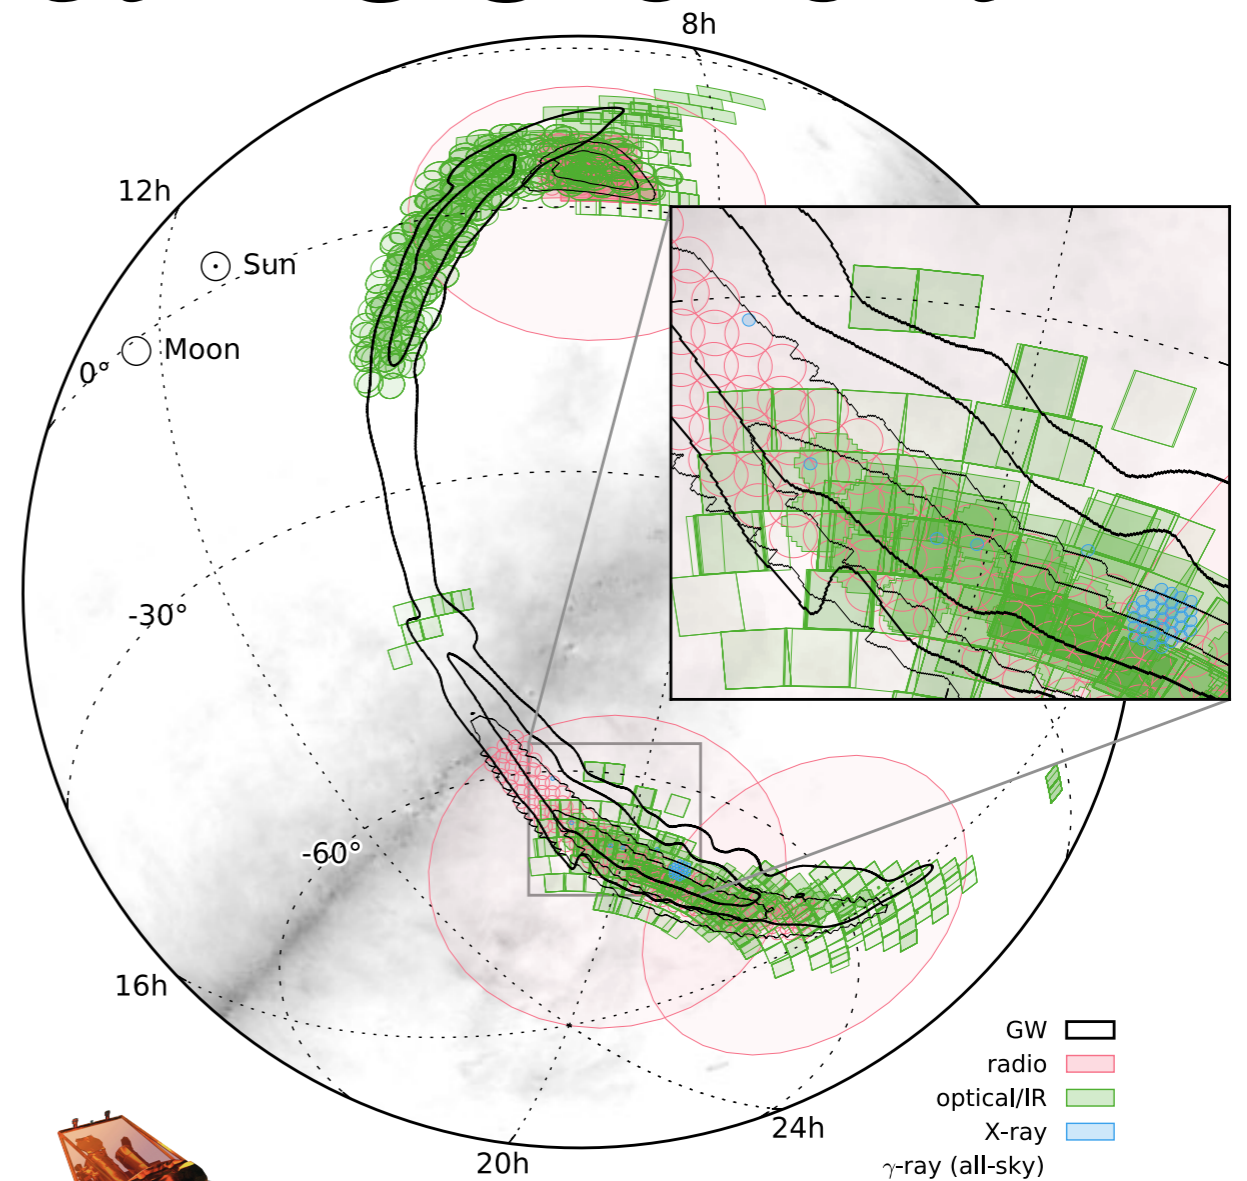 8h
12h
Sun
Moon
0°
-30°
-60°
16h
20h
24h
GW
radio
optical/IR
X-ray
γ-ray (all-sky)